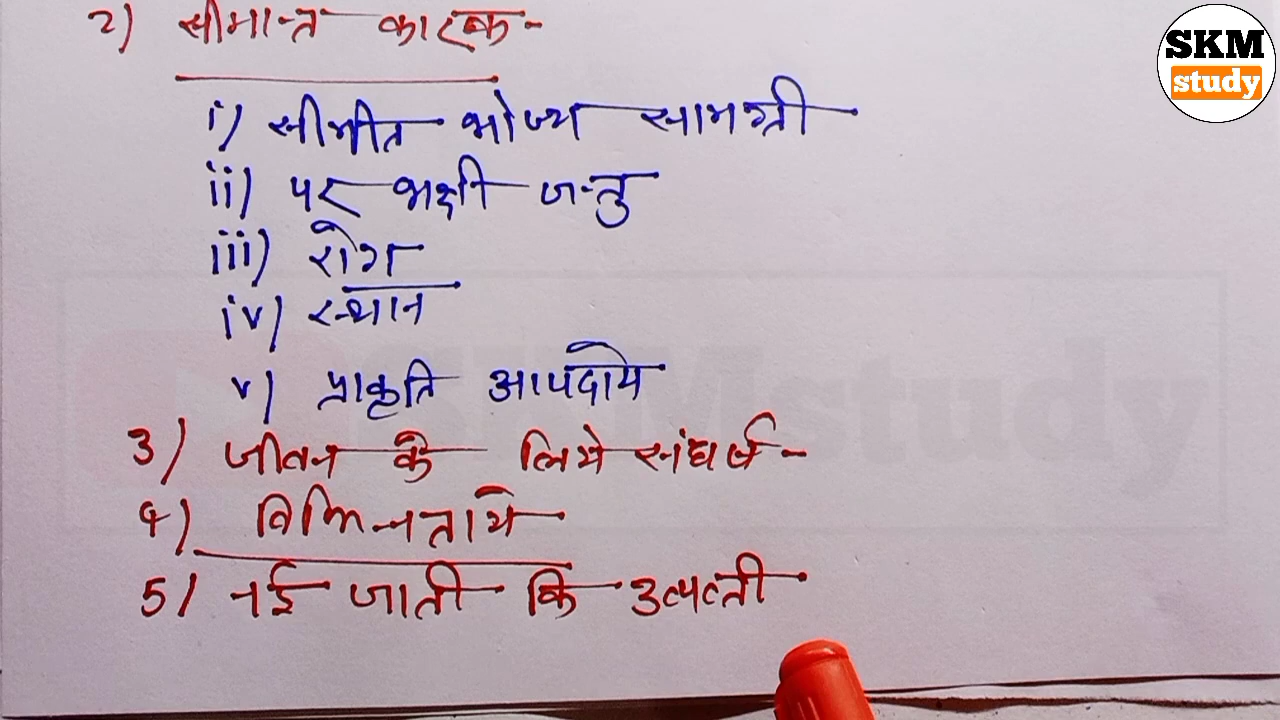 SKM
study
2) सीमान्त कारक-
i) सीमीत भोज्य सामग्री
ii) पर भक्षी जन्तु
iii) रोग
iv) स्थान
v) प्राकृति आपदाये
3) जीवन के लिये संघर्ष-
4) विभिन्नताये
5) नई जाती कि उत्पत्ती
SKMstudy